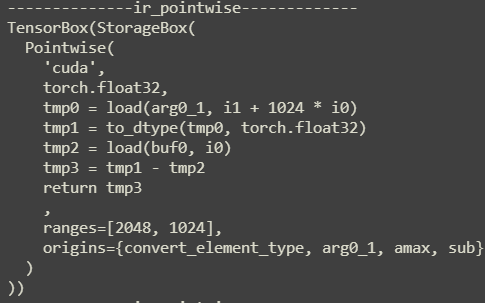 --------------ir_pointwise-------------
TensorBox(StorageBox(
  Pointwise(
    'cuda',
    torch.float32,
    tmp0 = load(arg0_1, i1 + 1024 * i0)
    tmp1 = to_dtype(tmp0, torch.float32)
    tmp2 = load(buf0, i0)
    tmp3 = tmp1 - tmp2
    return tmp3
    ,
    ranges=[2048, 1024],
    origins={convert_element_type, arg0_1, amax, sub}
  )
))